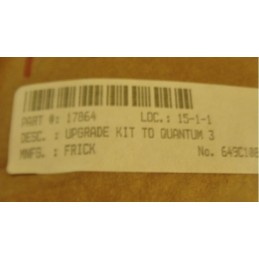 PART #: 17864 LOC.: 15-1-1
DESC.: UPGRADE KIT TO QUANTUM 3
MNFG.: FRICK No. 649C108